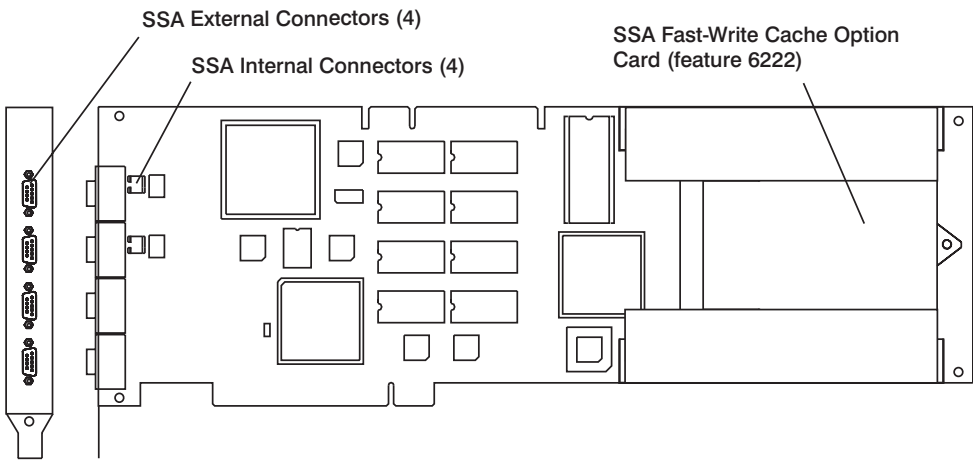 SSA External Connectors (4)
SSA Internal Connectors (4)
SSA Fast-Write Cache Option
Card (feature 6222)